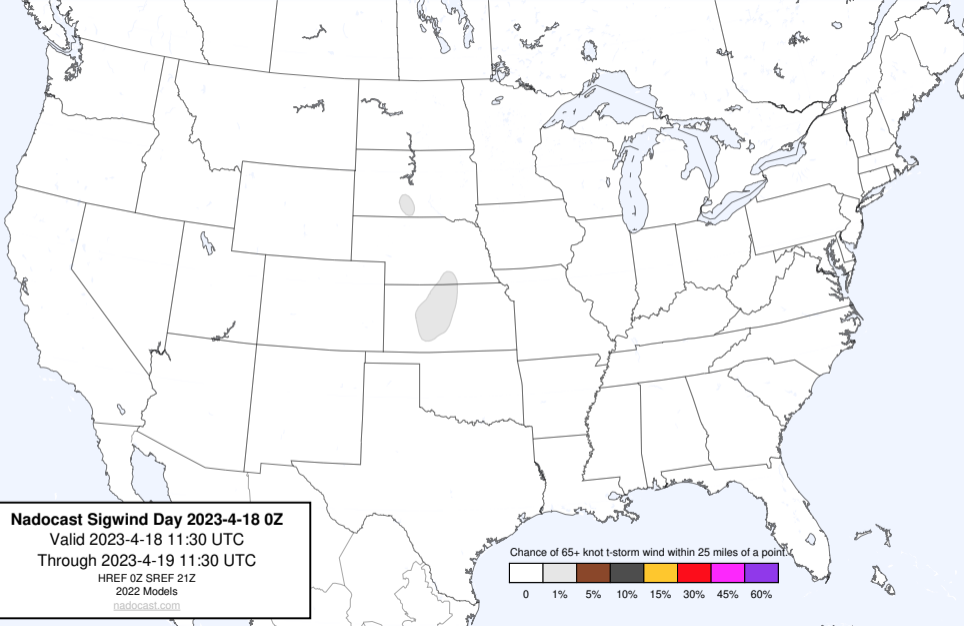 Nadocast Sigwind Day 2023-4-18 0Z
Valid 2023-4-18 11:30 UTC
Through 2023-4-19 11:30 UTC
HREF 0Z SREF 21Z
2022 Models
nadocast.com
Chance of 65+ knot t-storm wind within 25 miles of a point.
0 1% 5% 10% 15% 30% 45% 60%